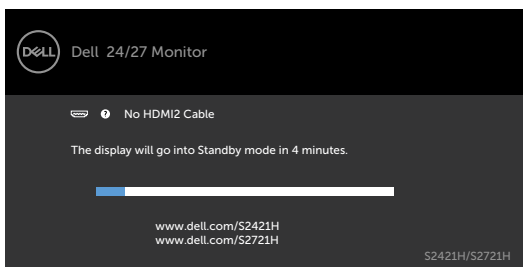 DELL
Dell 24/27 Monitor
? No HDMI2 Cable
The display will go into Standby mode in 4 minutes.
www.dell.com/S2421H
www.dell.com/S2721H
S2421H/S2721H